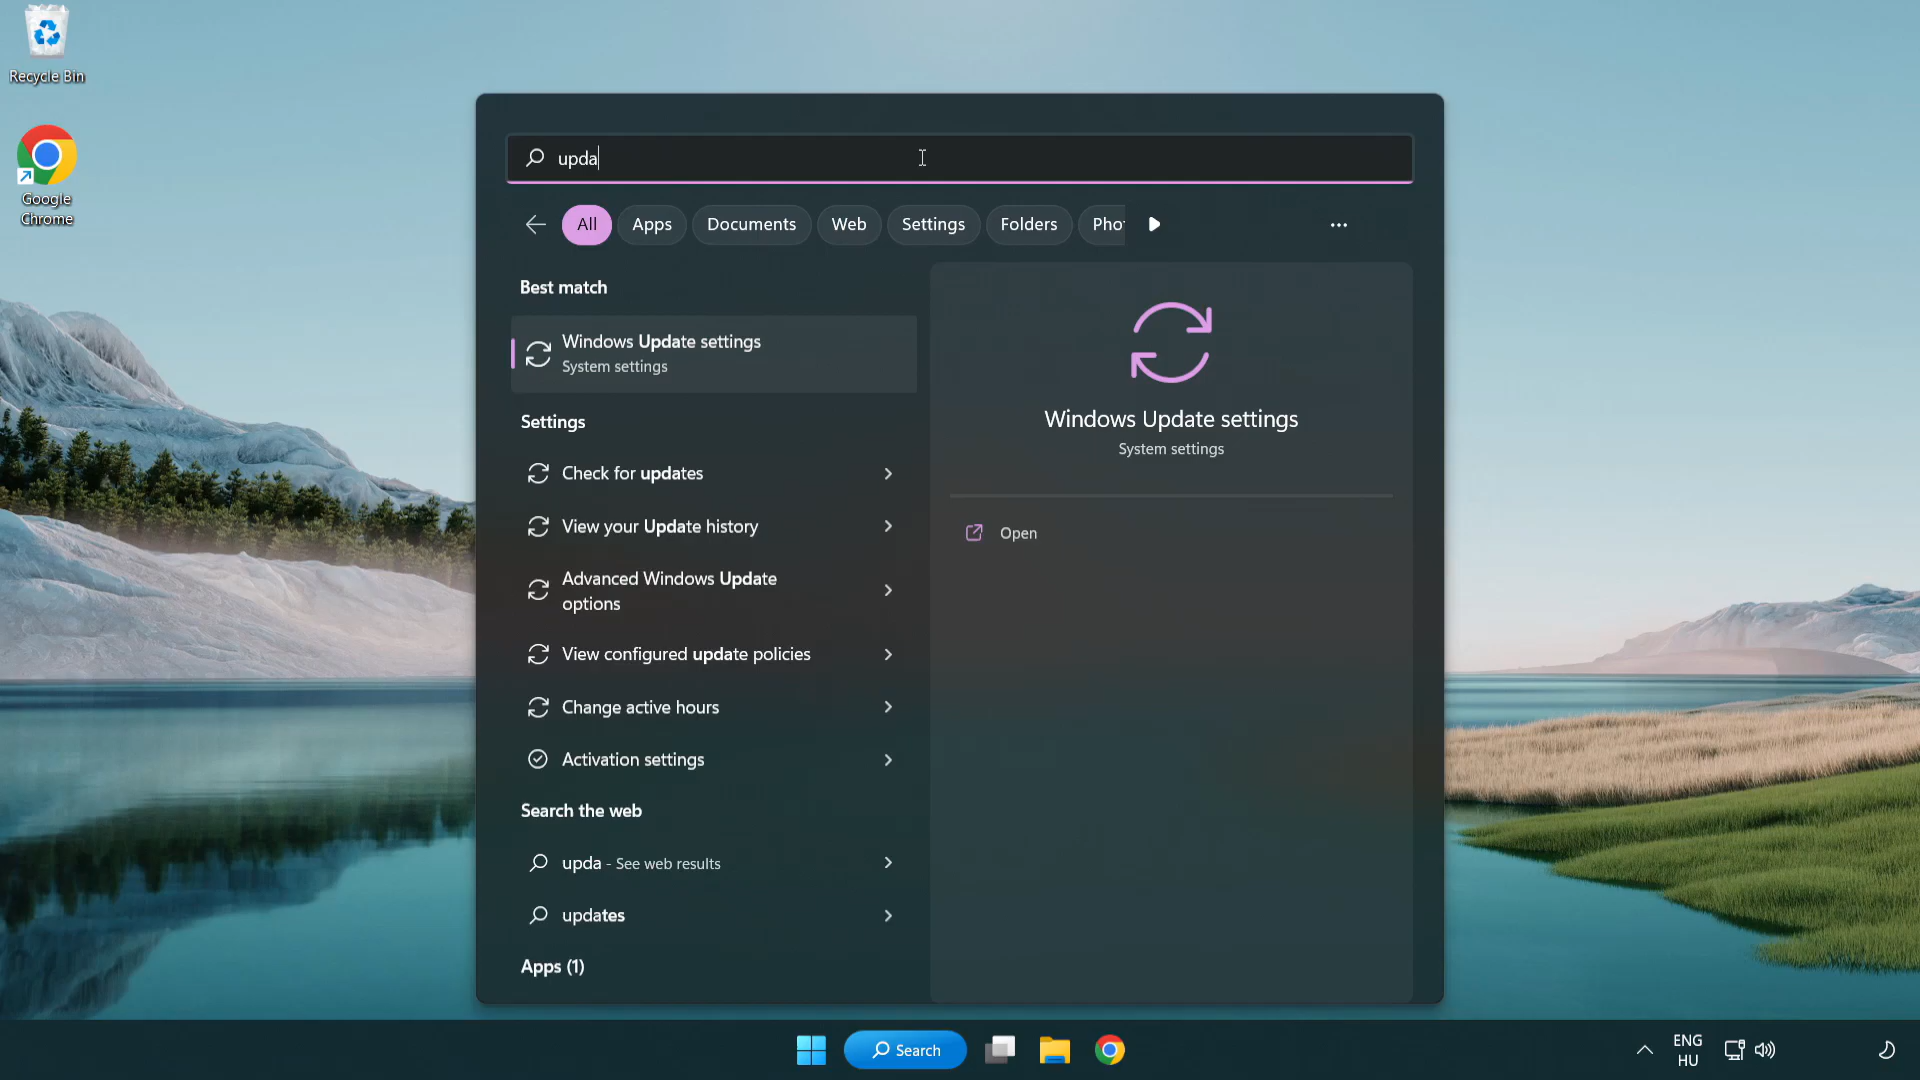 Recycle Bin
Google
Chrome
upda
All
Apps
Documents
Web
Settings
Folders
Pho
Best match
Windows Update settings
System settings
Settings
Check for updates
View your Update history
Advanced Windows Update
options
View configured update policies
Change active hours
Activation settings
Search the web
upda - See web results
updates
Apps (1)
Windows Update settings
System settings
Open
Search
ENG
HU